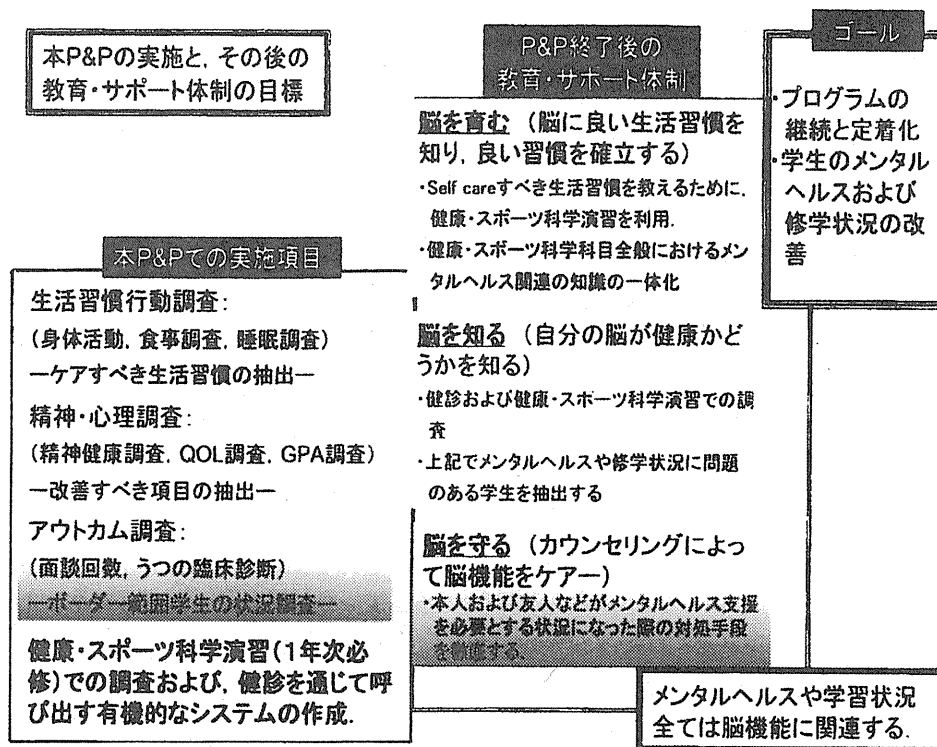 本P&Pの実施と, その後の
教育・サポート体制の目標
本P&Pでの実施項目
生活習慣行動調査:
(身体活動, 食事調査, 睡眠調査)
―ケアすべき生活習慣の抽出―
精神・心理調査:
(精神健康調査, QOL調査, GPA調査)
―改善すべき項目の抽出―
アウトカム調査:
(面談回数, うつの臨床診断)
―ボーダー範囲学生の状況調査―
健康・スポーツ科学演習(1年次必
修)での調査および, 健診を通じて呼
び出す有機的なシステムの作成.
P&P終了後の
教育・サポート体制
脳を育む (脳に良い生活習慣を
知り, 良い習慣を確立する)
・Self careすべき生活習慣を教えるために,
健康・スポーツ科学演習を利用.
・健康・スポーツ科学科目全般におけるメン
タルヘルス関連の知識の一体化
脳を知る (自分の脳が健康かど
うかを知る)
・健診および健康・スポーツ科学演習での調
査
・上記でメンタルヘルスや修学状況に問題
のある学生を抽出する
脳を守る (カウンセリングによっ
て脳機能をケアー)
・本人および友人などがメンタルヘルス支援
を必要とする状況になった際の対処手段
を徹底する.
ゴール
・プログラムの
継続と定着化
・学生のメンタル
ヘルスおよび
修学状況の改
善
メンタルヘルスや学習状況
全ては脳機能に関連する.